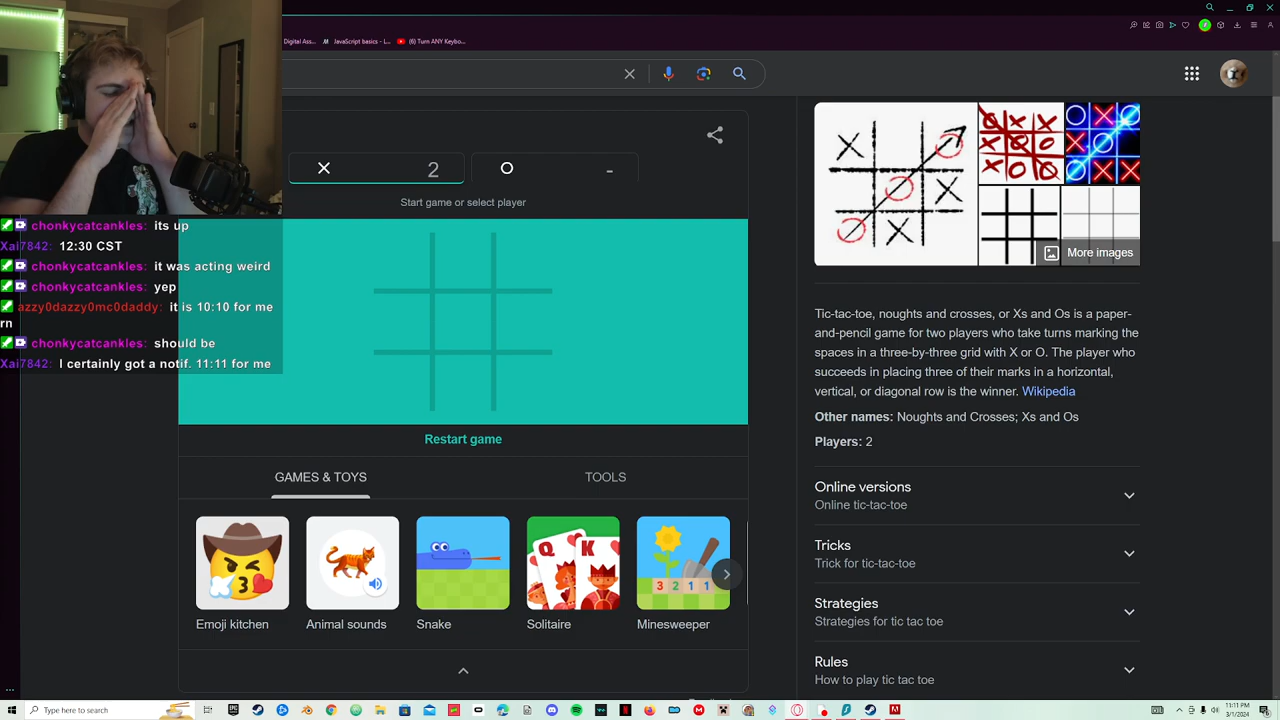 Digital Ass...
JavaScript basics - L...
(6) Turn ANY Keybo...
X 2
O -
Start game or select player
Restart game
GAMES & TOYS
TOOLS
Emoji kitchen
Animal sounds
Snake
Q K
Solitaire
3 2 1 1
Minesweeper
chonkycatcankles: its up
Xai7842: 12:30 CST
chonkycatcankles: it was acting weird
chonkycatcankles: yep
azzy0dazzy0mc0daddy: it is 10:10 for me
rn
chonkycatcankles: should be
Xai7842: I certainly got a notif. 11:11 for me
More images
Tic-tac-toe, noughts and crosses, or Xs and Os is a paper-
and-pencil game for two players who take turns marking the
spaces in a three-by-three grid with X or O. The player who
succeeds in placing three of their marks in a horizontal,
vertical, or diagonal row is the winner. Wikipedia
Other names: Noughts and Crosses; Xs and Os
Players: 2
Online versions
Online tic-tac-toe
Tricks
Trick for tic-tac-toe
Strategies
Strategies for tic tac toe
Rules
How to play tic tac toe
Type here to search
11:11 PM
3/1/2024